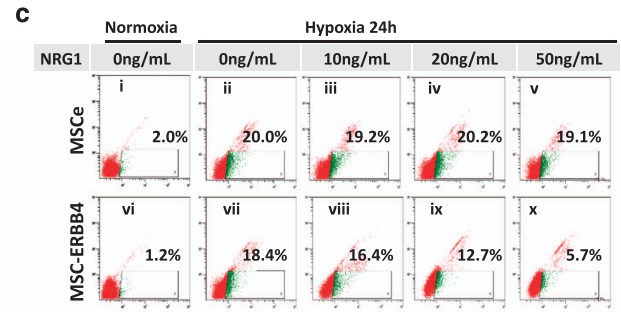 C
Normoxia Hypoxia 24h
NRG1 0ng/mL 0ng/mL 10ng/mL 20ng/mL 50ng/mL
MSCe
i ii iii iv v
2.0% 20.0% 19.2% 20.2% 19.1%
MSC-ERBB4
vi vii viii ix x
1.2% 18.4% 16.4% 12.7% 5.7%